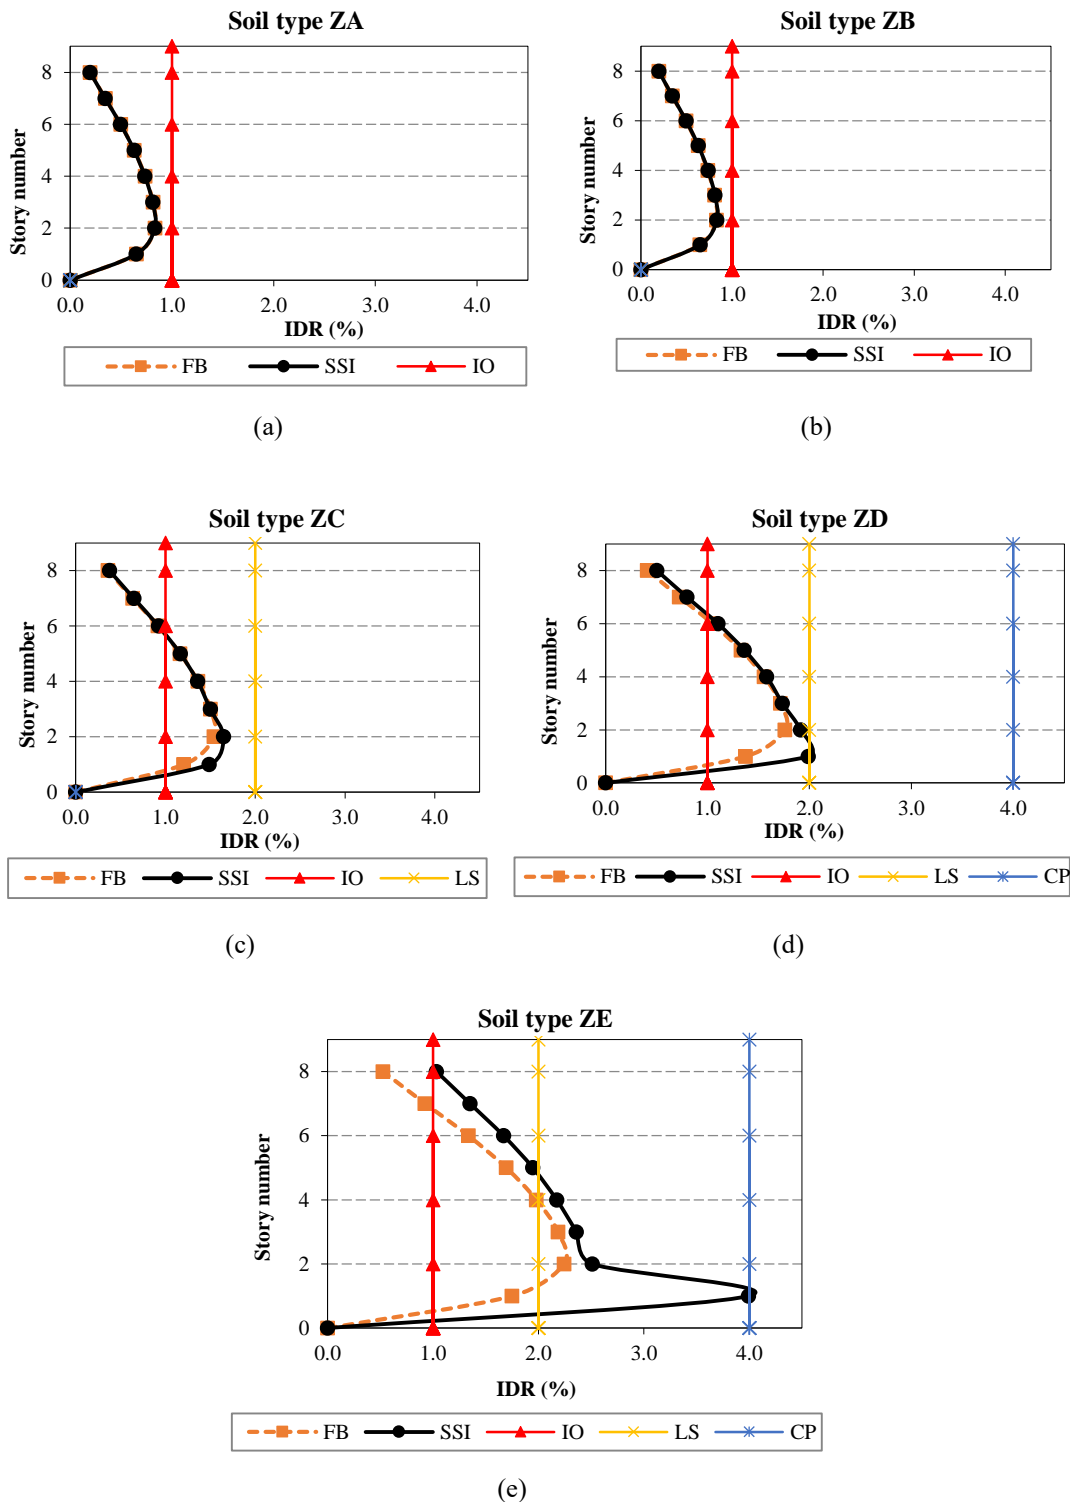 Soil type ZA
Story number
8
6
4
2
0
0.0 1.0 2.0 3.0 4.0
IDR (%)
FB SSI IO
(a)
Soil type ZB
Story number
8
6
4
2
0
0.0 1.0 2.0 3.0 4.0
IDR (%)
FB SSI IO
(b)
Soil type ZC
Story number
8
6
4
2
0
0.0 1.0 2.0 3.0 4.0
IDR (%)
FB SSI IO LS
(c)
Soil type ZD
Story number
8
6
4
2
0
0.0 1.0 2.0 3.0 4.0
IDR (%)
FB SSI IO LS CP
(d)
Soil type ZE
Story number
8
6
4
2
0
0.0 1.0 2.0 3.0 4.0
IDR (%)
FB SSI IO LS CP
(e)